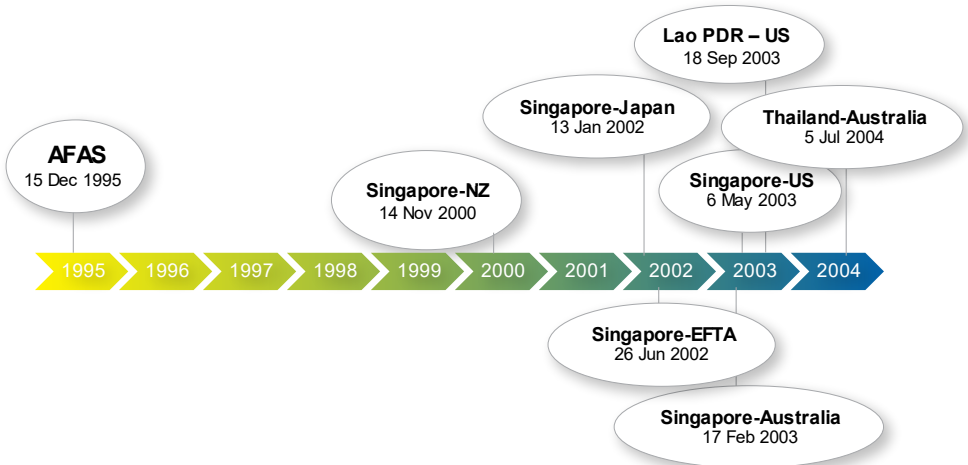 Lao PDR – US
18 Sep 2003
Singapore-Japan
13 Jan 2002
Thailand-Australia
5 Jul 2004
AFAS
15 Dec 1995
Singapore-NZ
14 Nov 2000
Singapore-US
6 May 2003
1995 1996 1997 1998 1999 2000 2001 2002 2003 2004
Singapore-EFTA
26 Jun 2002
Singapore-Australia
17 Feb 2003